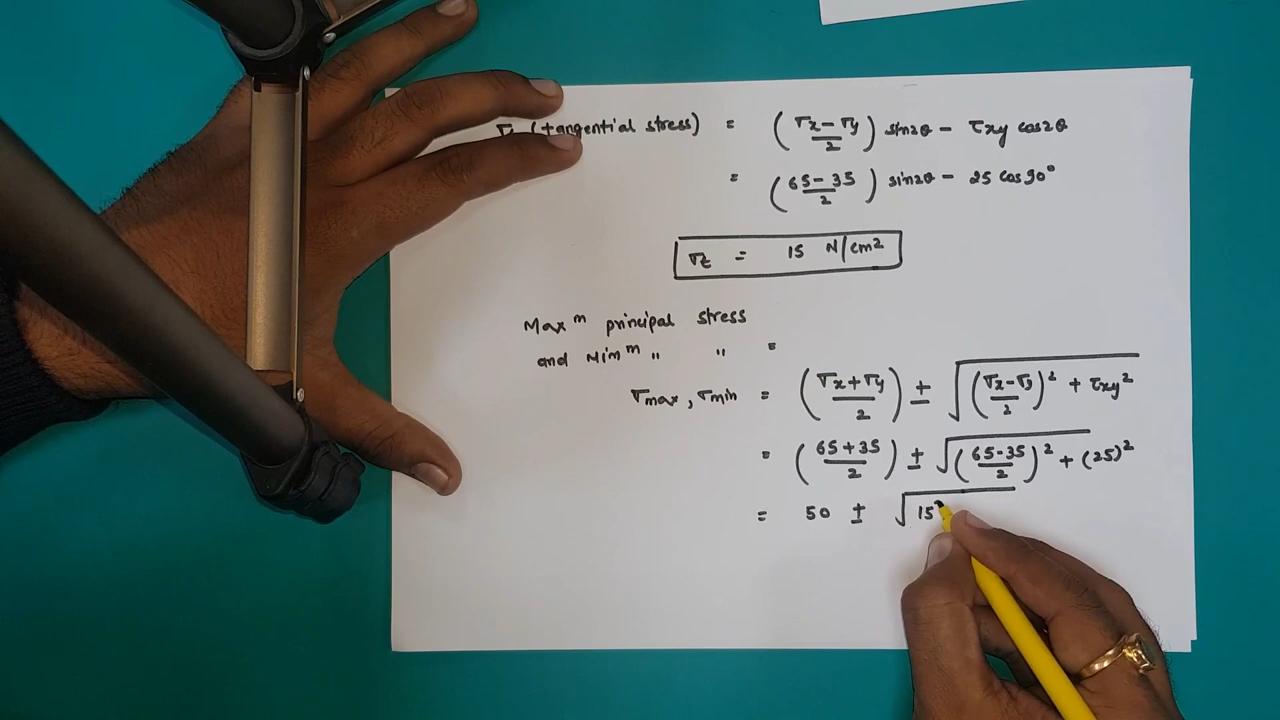 (tangential stress) = (σx-σy/2) sin2θ - τxy cos2θ
= (65-35/2) sin2θ - 25 cos90°
σt = 15 N/cm²
Maxᵐ principal stress
and Minᵐ " " =
σmax, σmin = (σx+σy/2) ± √(σx-σy/2)² + τxy²
= (65+35/2) ± √(65-35/2)² + (25)²
= 50 ± √15